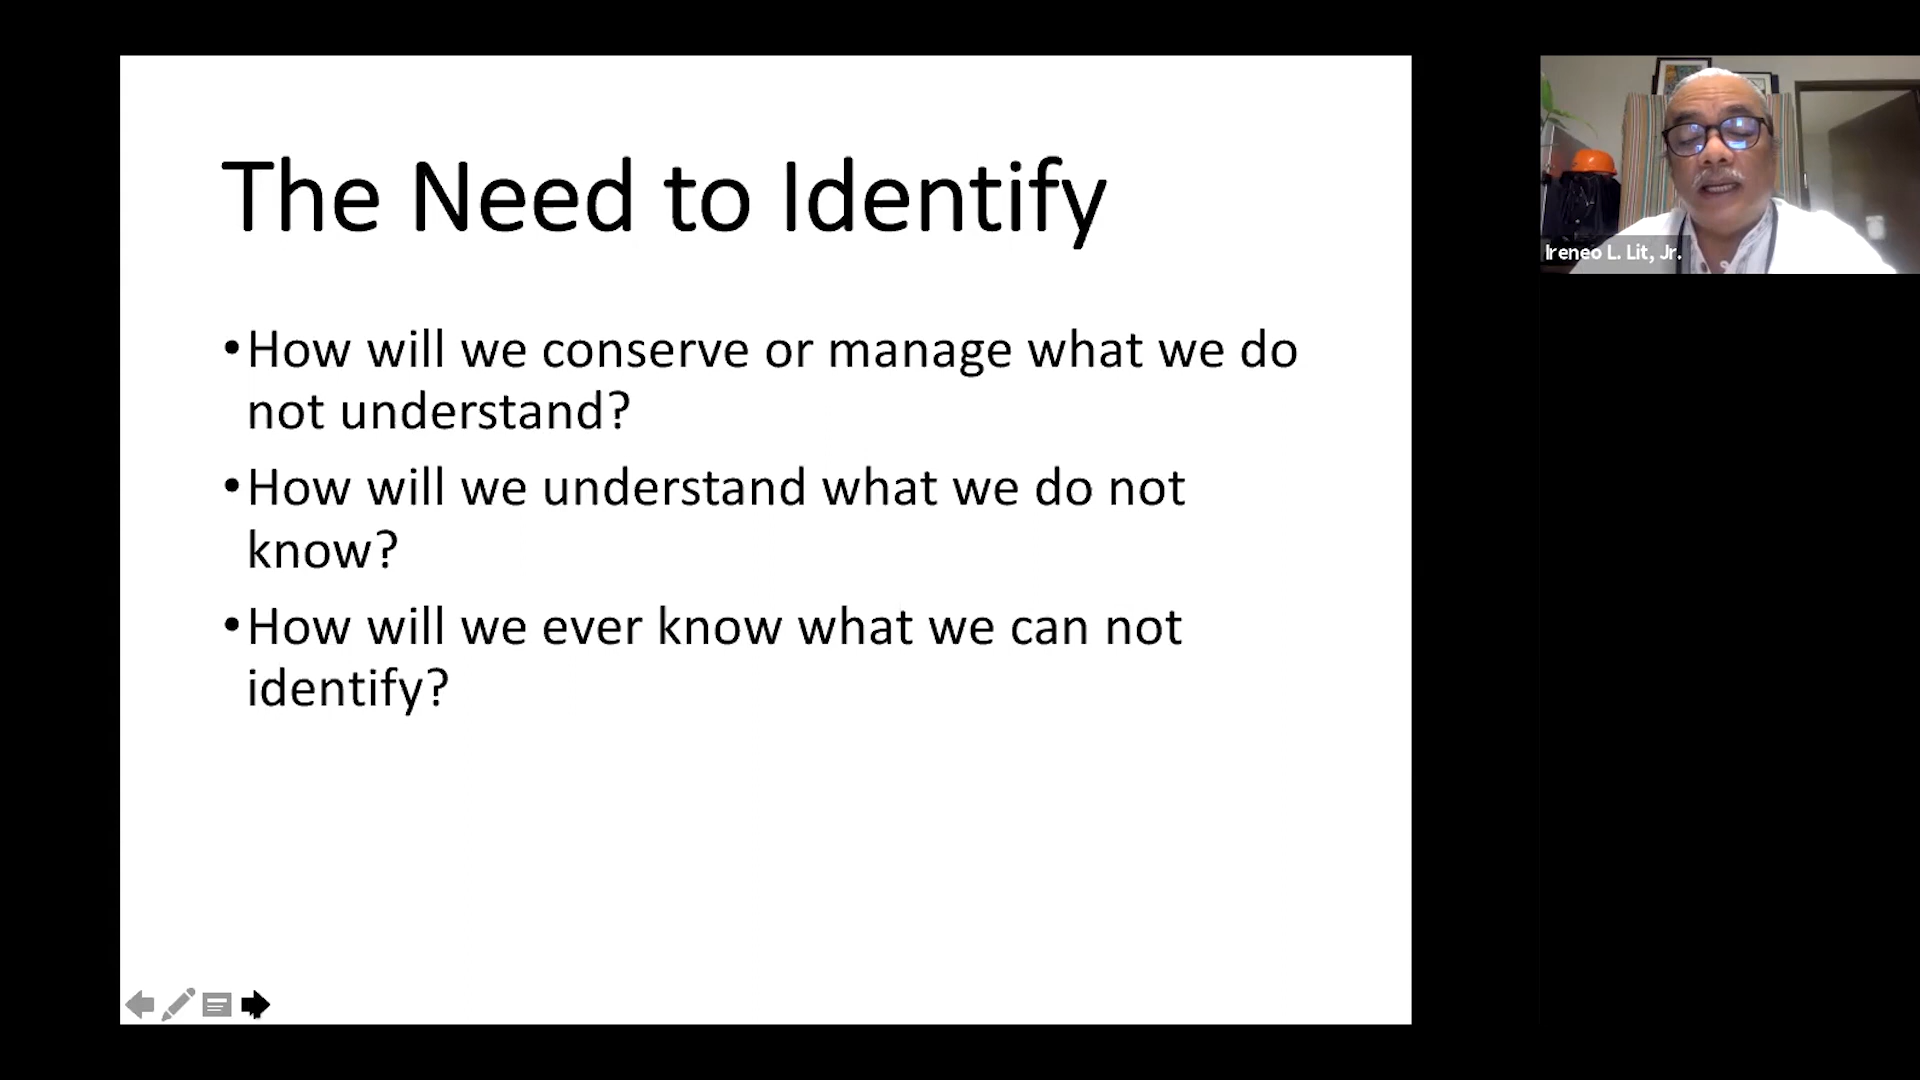 The Need to Identify
•How will we conserve or manage what we do
not understand?
•How will we understand what we do not
know?
•How will we ever know what we can not
identify?
Ireneo L. Lit, Jr.